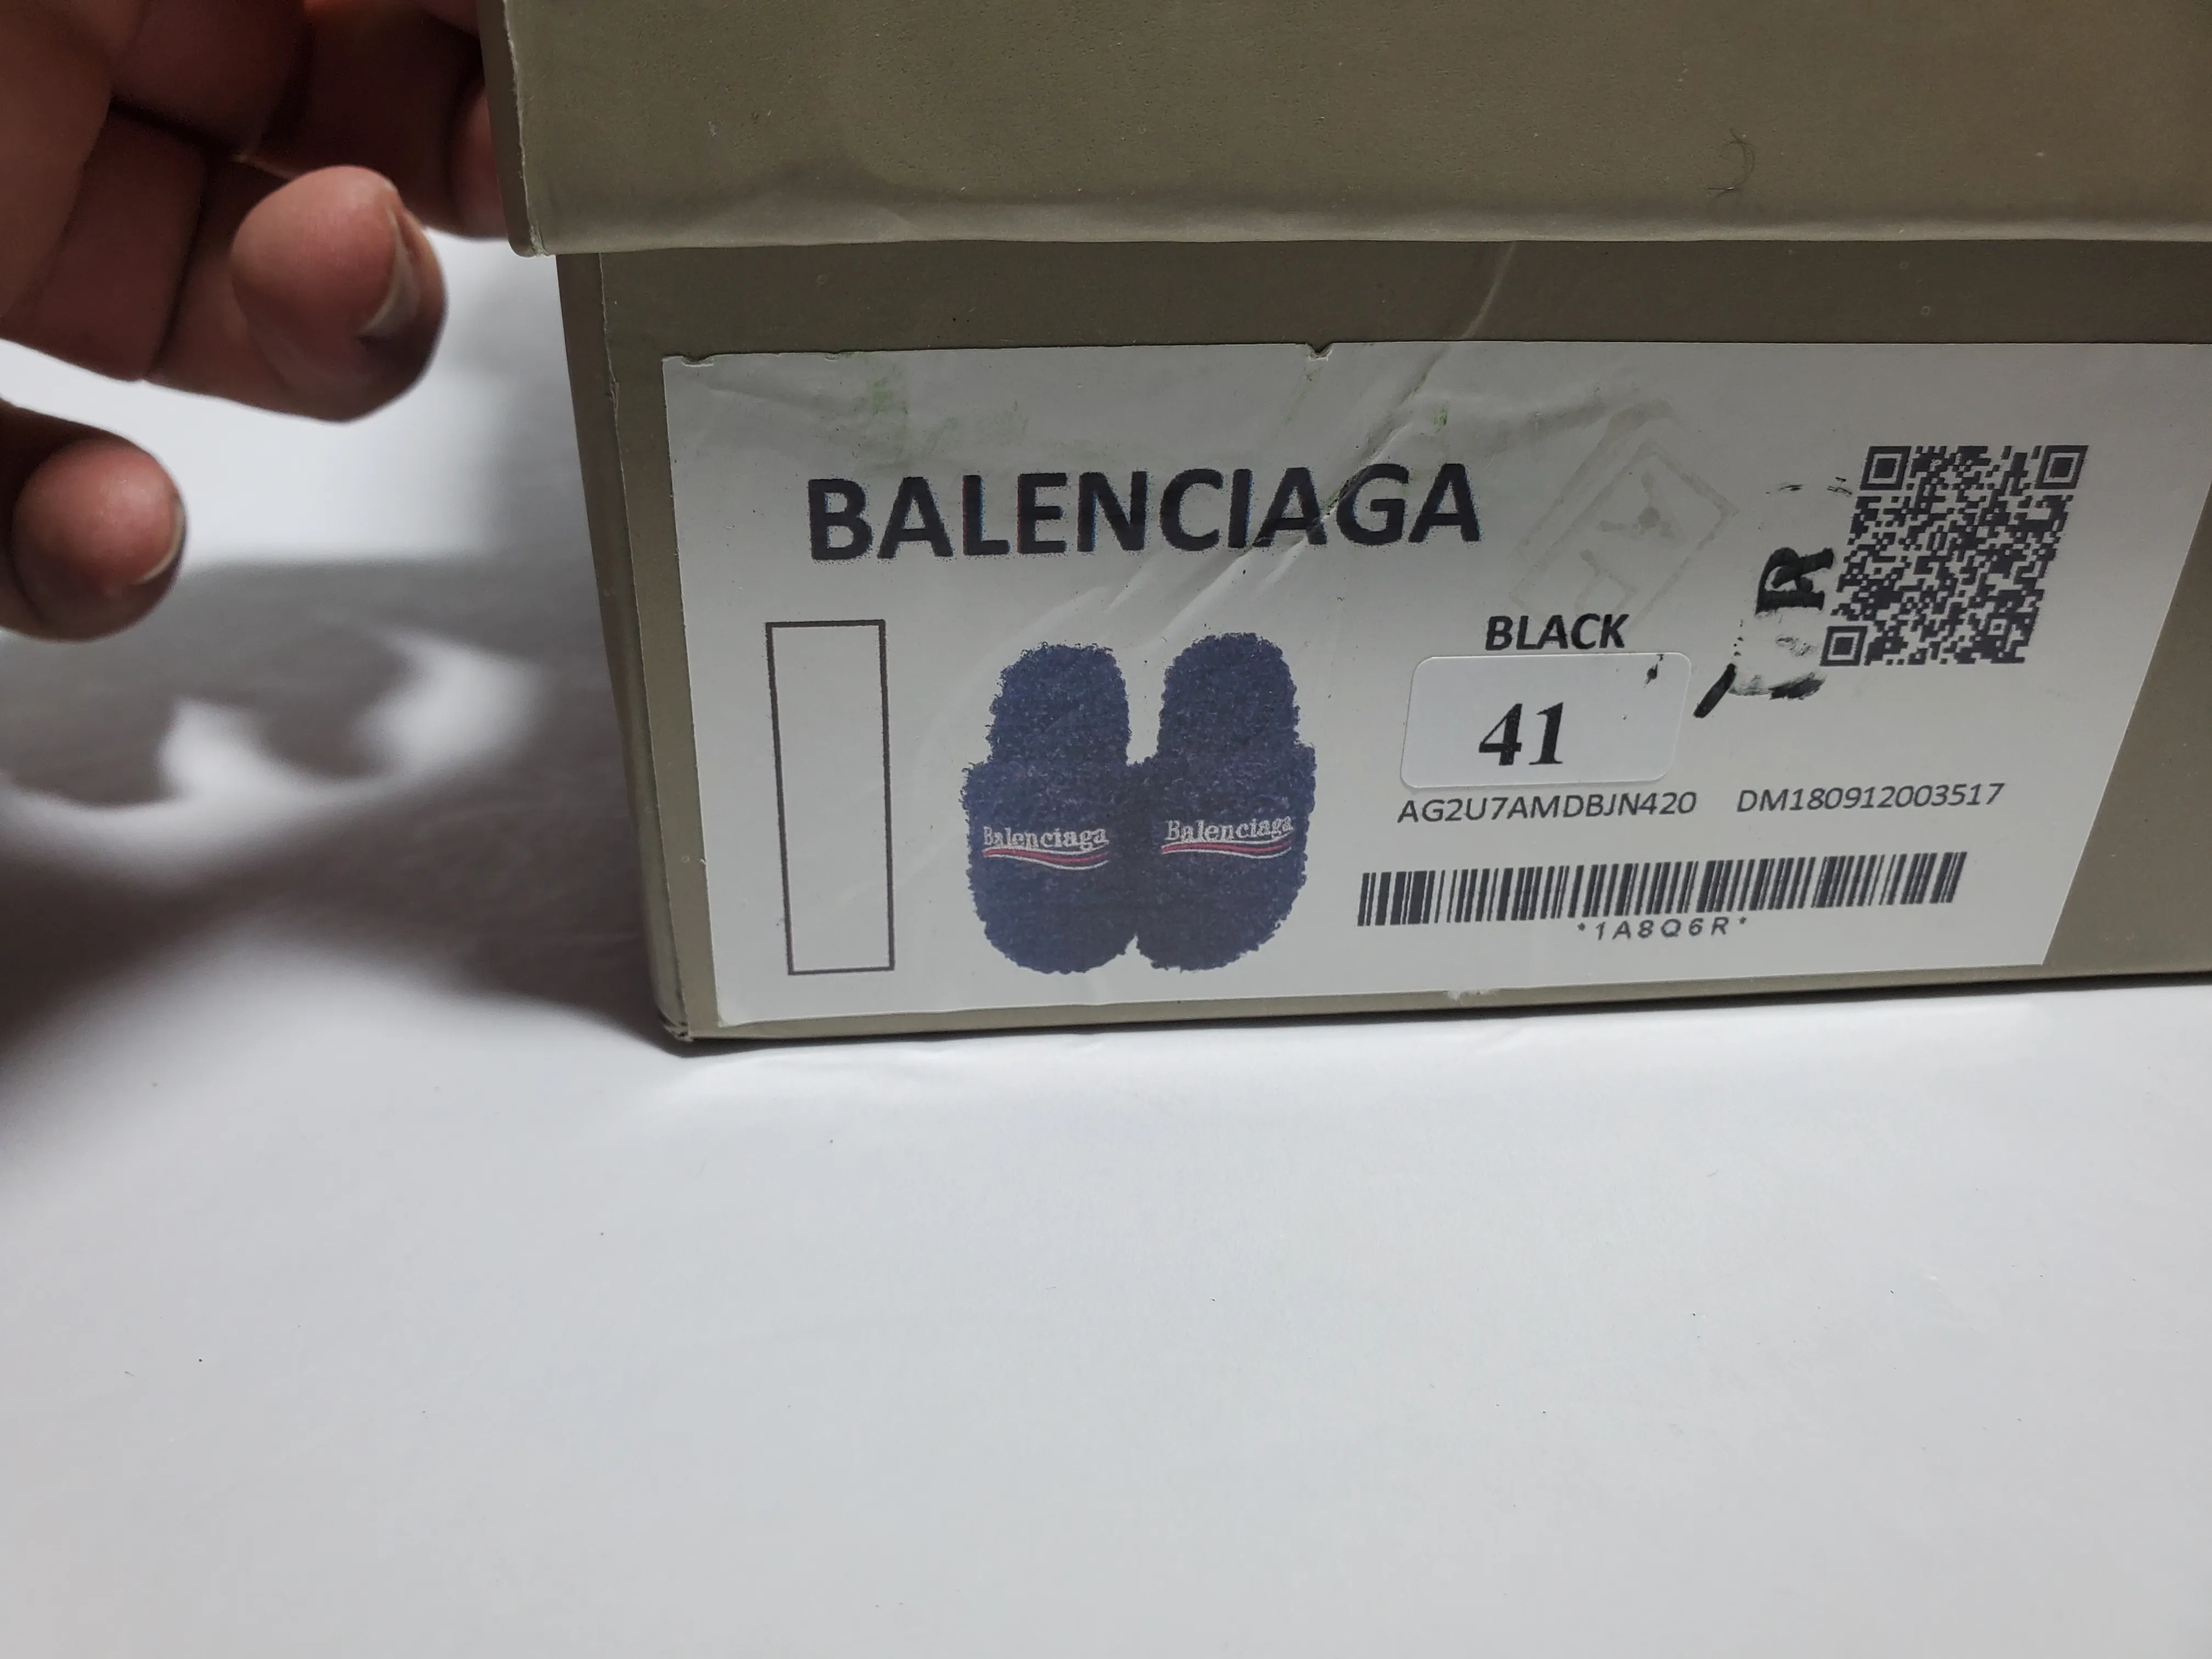 BALENCIAGA
BLACK
41
R
AG2U7AMDBJN420 DM180912003517
*1A8Q6R*
Balenciaga
Balenciaga